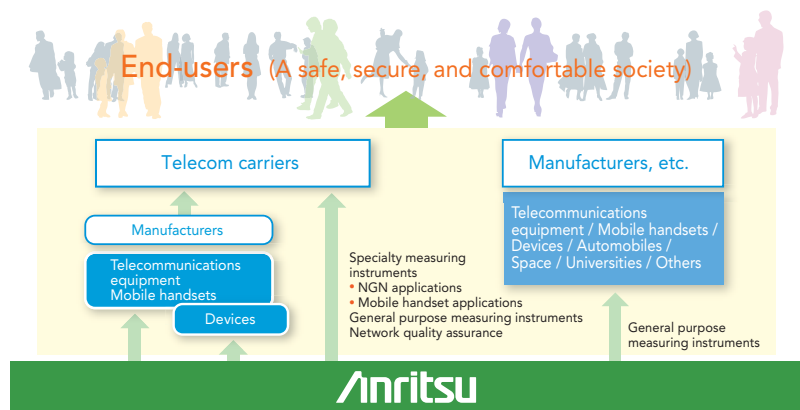 End-users (A safe, secure, and comfortable society)
Telecom carriers
Manufacturers
Telecommunications
equipment
Mobile handsets
Devices
Specialty measuring
instruments
• NGN applications
• Mobile handset applications
General purpose measuring instruments
Network quality assurance
Manufacturers, etc.
Telecommunications
equipment / Mobile handsets /
Devices / Automobiles /
Space / Universities / Others
General purpose
measuring instruments
Anritsu